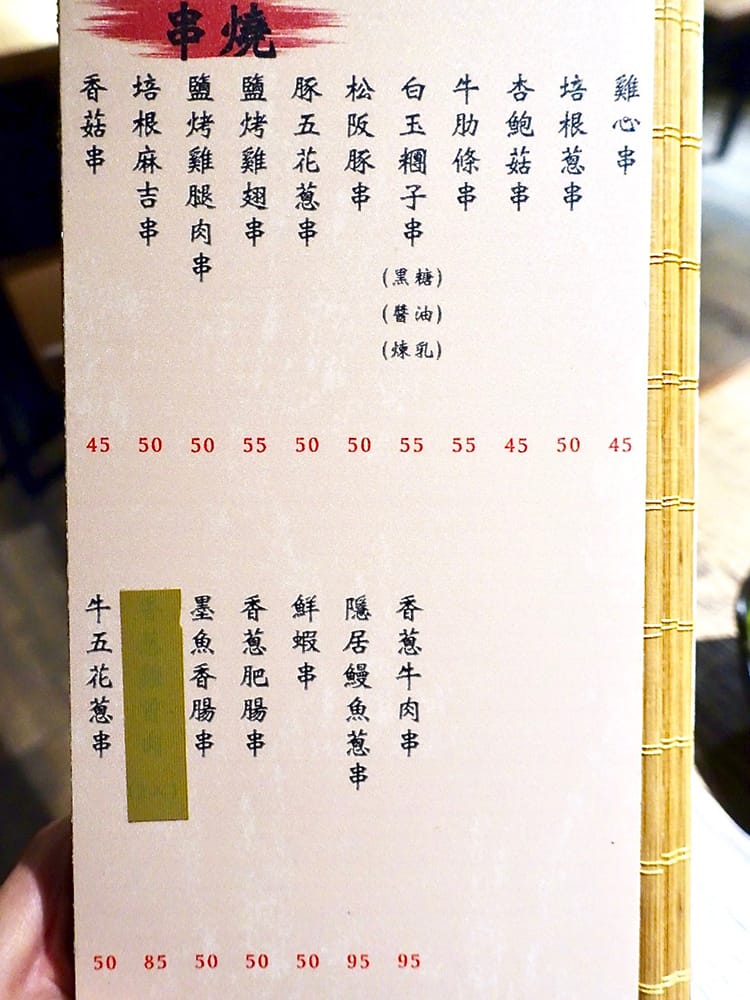 串燒
香菇串
培根麻吉串
鹽烤雞腿肉串
鹽烤雞翅串
豚五花蔥串
松阪豚串
白玉糰子串
(黑糖)
(醬油)
(煉乳)
牛肋條串
杏鮑菇串
培根蔥串
雞心串
45 50 50 55 50 50 55 55 45 50 45
牛五花蔥串
墨魚香腸串
香蔥肥腸串
鮮蝦串
隱居鰻魚蔥串
香蔥牛肉串
50 85 50 50 50 95 95